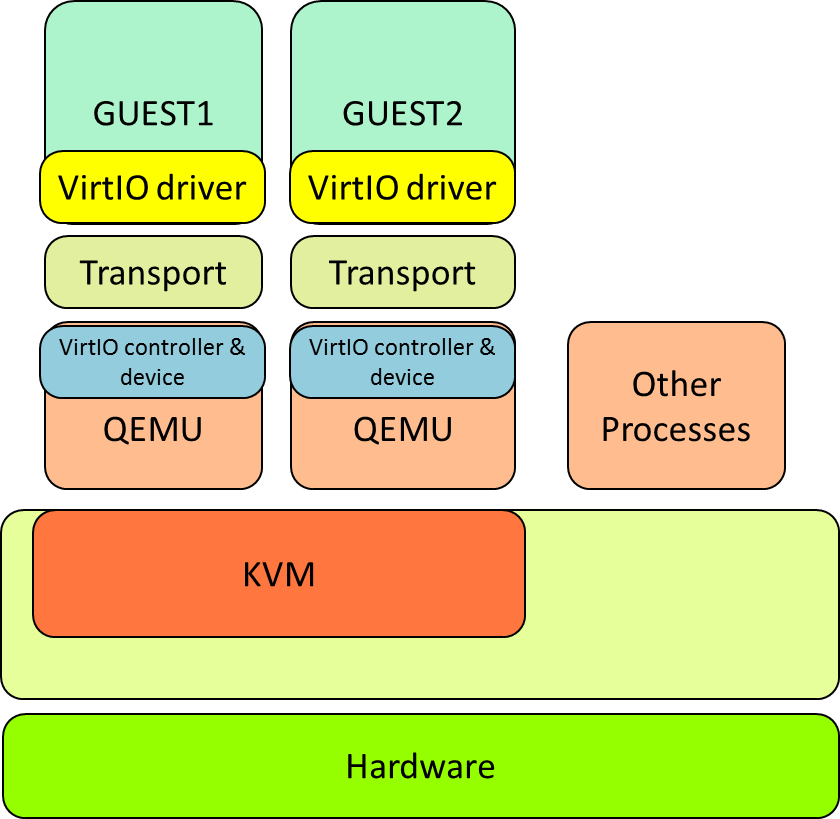 GUEST1
GUEST2
VirtIO driver
VirtIO driver
Transport
Transport
VirtIO controller &
device
VirtIO controller &
device
QEMU
QEMU
Other
Processes
KVM
Hardware